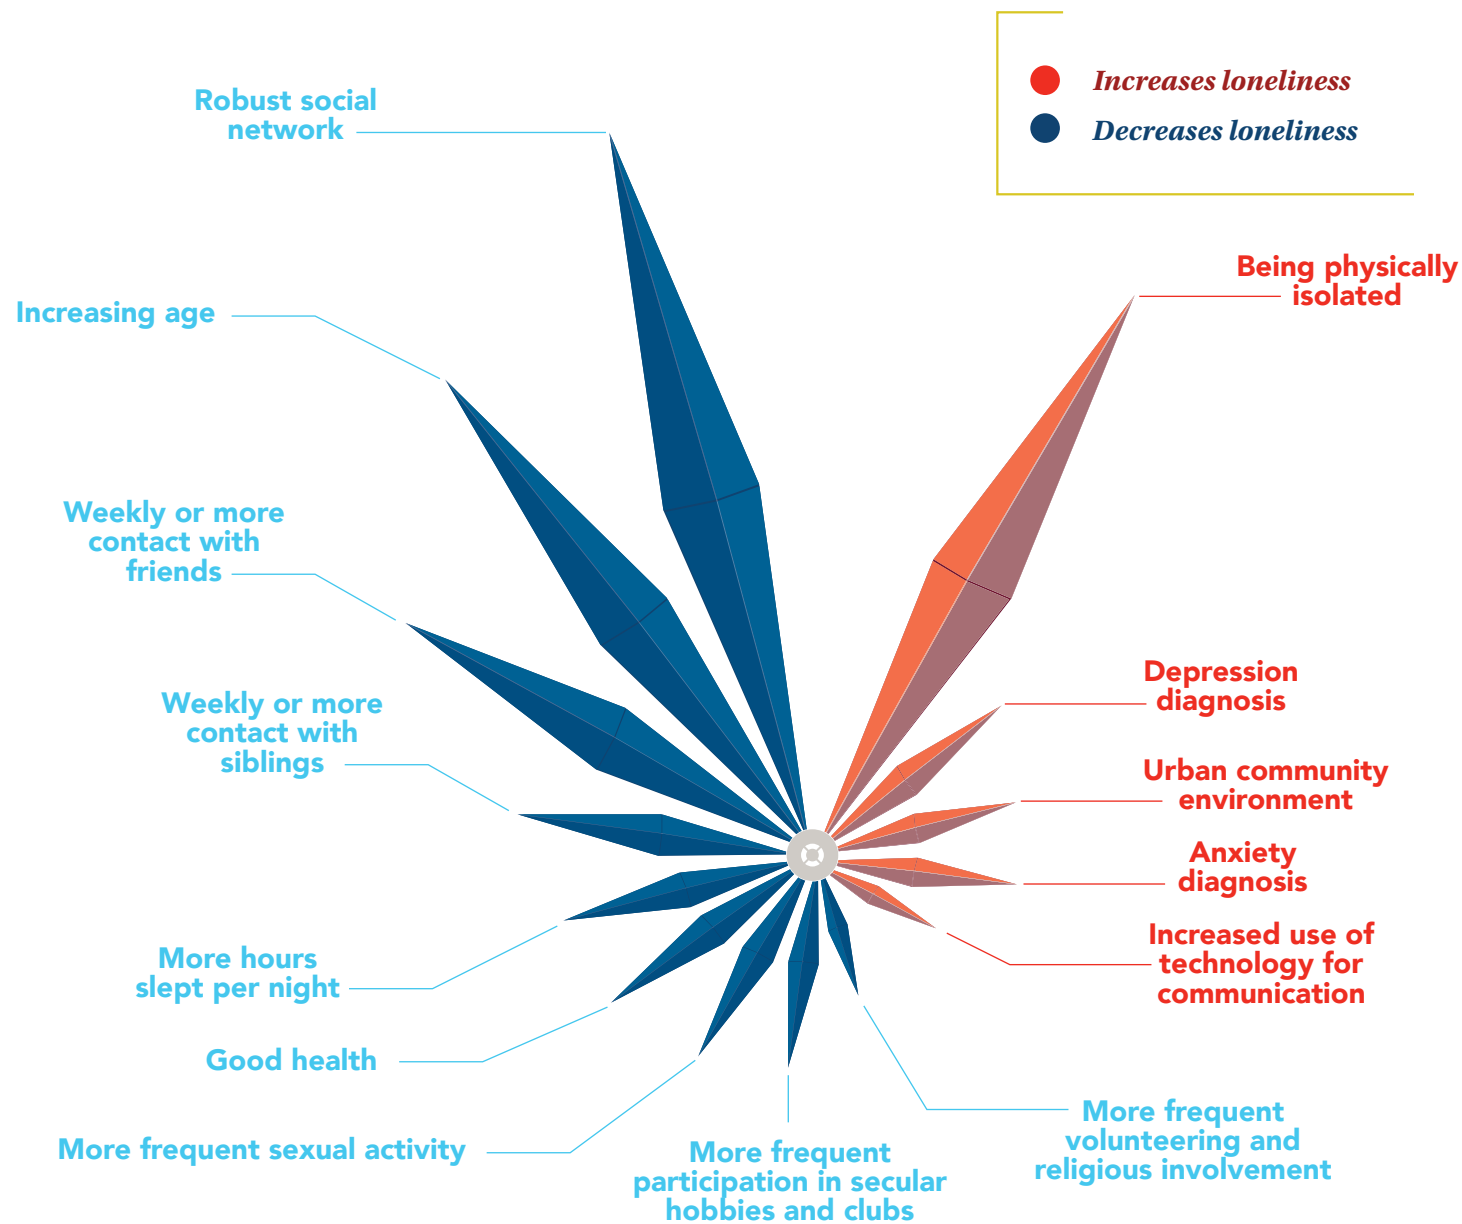 Increases loneliness
Decreases loneliness
Robust social
network
Increasing age
Weekly or more
contact with
friends
Weekly or more
contact with
siblings
More hours
slept per night
Good health
More frequent sexual activity
More frequent
participation in secular
hobbies and clubs
More frequent
volunteering and
religious involvement
Being physically
isolated
Depression
diagnosis
Urban community
environment
Anxiety
diagnosis
Increased use of
technology for
communication